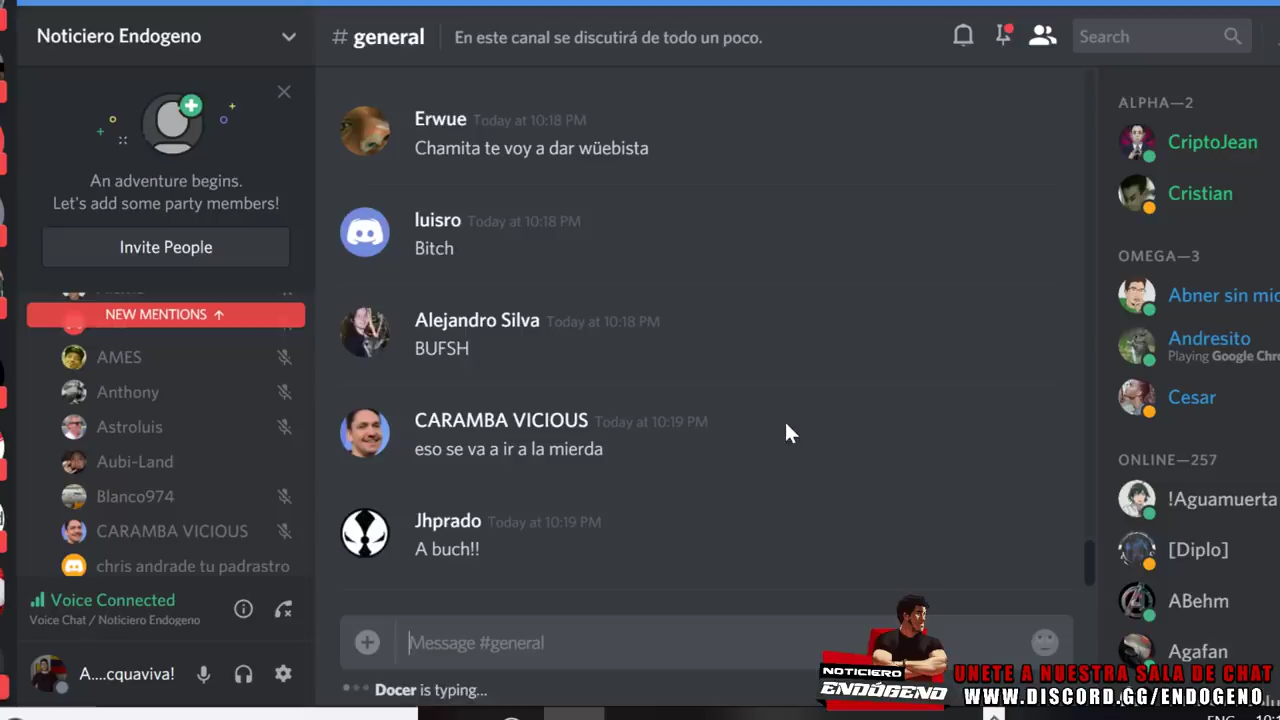 Noticiero Endogeno
# general
En este canal se discutirá de todo un poco.
Search
An adventure begins.
Let's add some party members!
Invite People
NEW MENTIONS ↑
AMES
Anthony
Astroluis
Aubi-Land
Blanco974
CARAMBA VICIOUS
chris andrade tu padrastro
Voice Connected
Voice Chat / Noticiero Endogeno
A....cquaviva!
Erwue Today at 10:18 PM
Chamita te voy a dar wüebista
luisro Today at 10:18 PM
Bitch
Alejandro Silva Today at 10:18 PM
BUFSH
CARAMBA VICIOUS Today at 10:19 PM
eso se va a ir a la mierda
Jhprado Today at 10:19 PM
A buch!!
Message #general
Docer is typing...
ALPHA—2
CriptoJean
Cristian
OMEGA—3
Abner sin mic
Andresito
Playing Google Chro
Cesar
ONLINE—257
!Aguamuerta
[Diplo]
ABehm
Agafan
NOTICIERO
ENDÓGENO
UNETE A NUESTRA SALA DE CHAT
WWW.DISCORD.GG/ENDOGENO
ENG